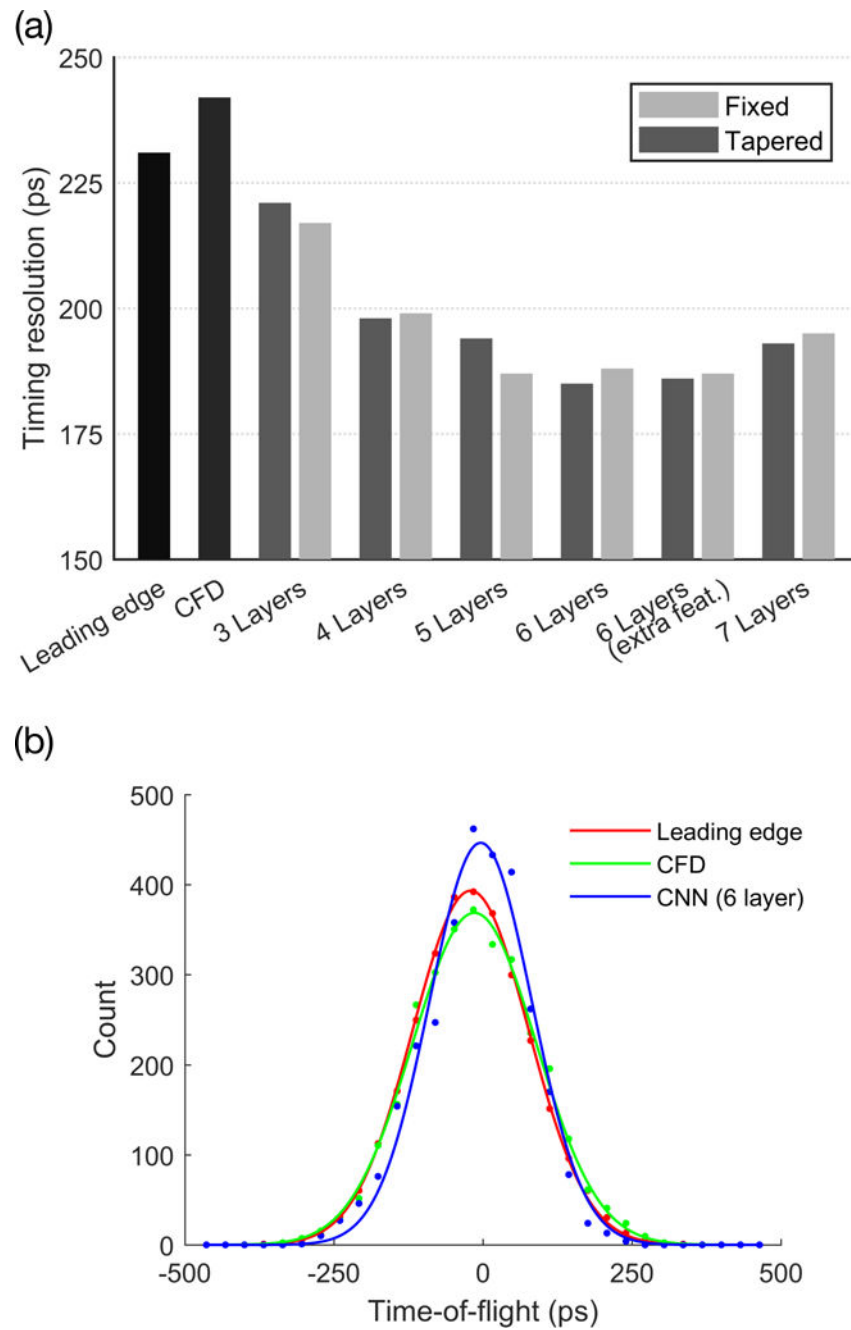 (a)
250
225
200
175
150
Timing resolution (ps)
Fixed
Tapered
Leading edge
CFD
3 Layers
4 Layers
5 Layers
6 Layers
6 Layers
(extra feat.)
7 Layers
(b)
500
400
300
200
100
0
Count
Leading edge
CFD
CNN (6 layer)
-500
-250
0
250
500
Time-of-flight (ps)